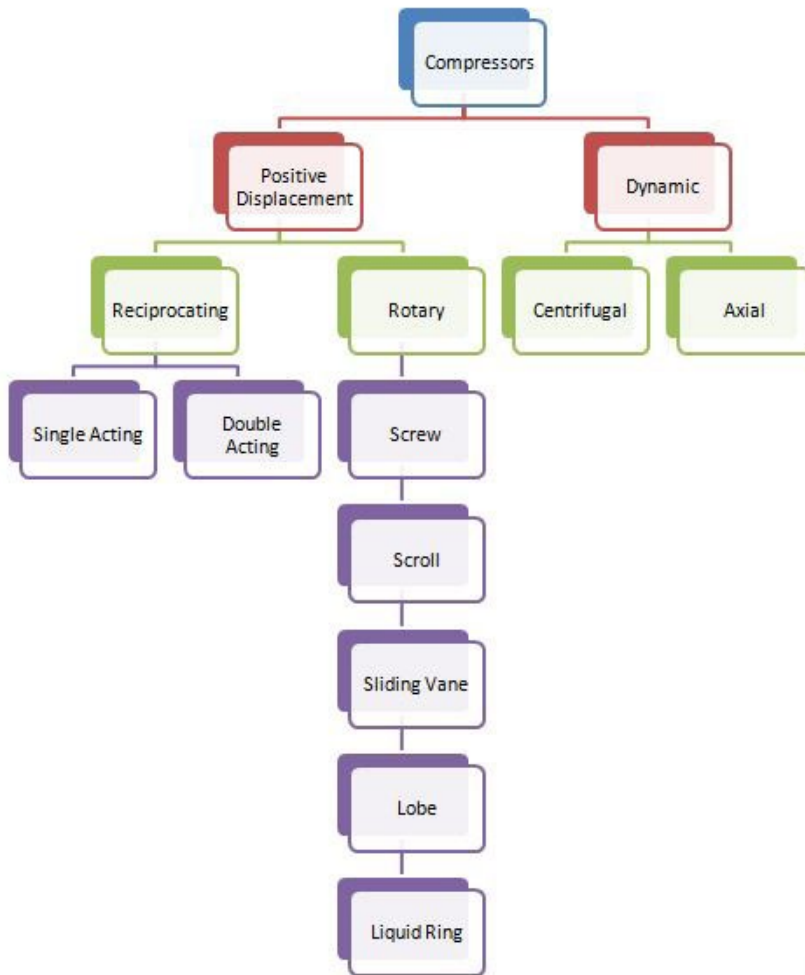 Compressors
Positive
Displacement
Dynamic
Reciprocating
Rotary
Centrifugal
Axial
Single Acting
Double
Acting
Screw
Scroll
Sliding Vane
Lobe
Liquid Ring